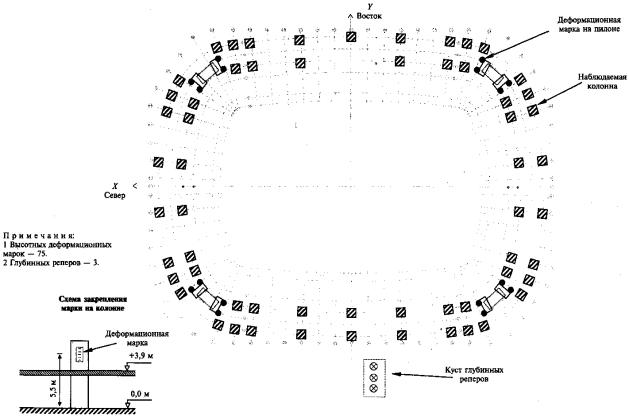 Y
Восток
Деформационная
марка на пилоне
Наблюдаемая
колонна
X
Север
Примечания:
1 Высотных деформационных
марок — 75.
2 Глубинных реперов — 3.
Схема закрепления
марки на колонне
Деформационная
марка
+3,9 м
5,5 м
0,0 м
Куст глубинных
реперов